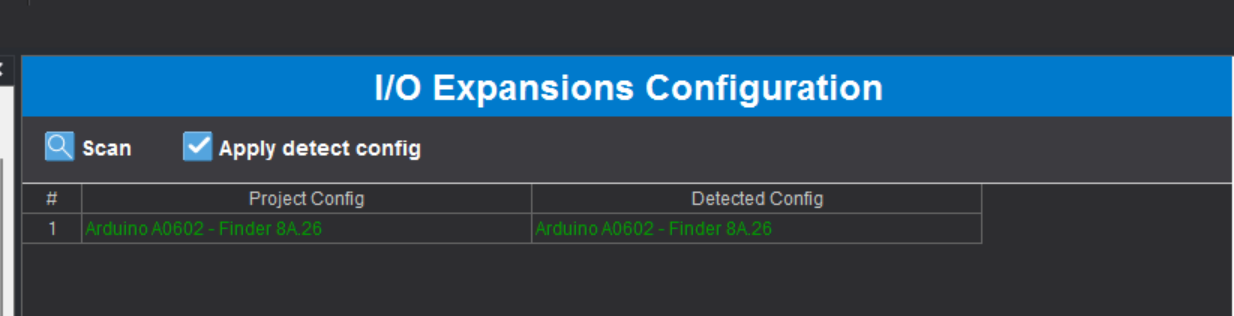 I/O Expansions Configuration
Scan Apply detect config
# Project Config Detected Config
1 Arduino A0602 - Finder 8A.26 Arduino A0602 - Finder 8A.26